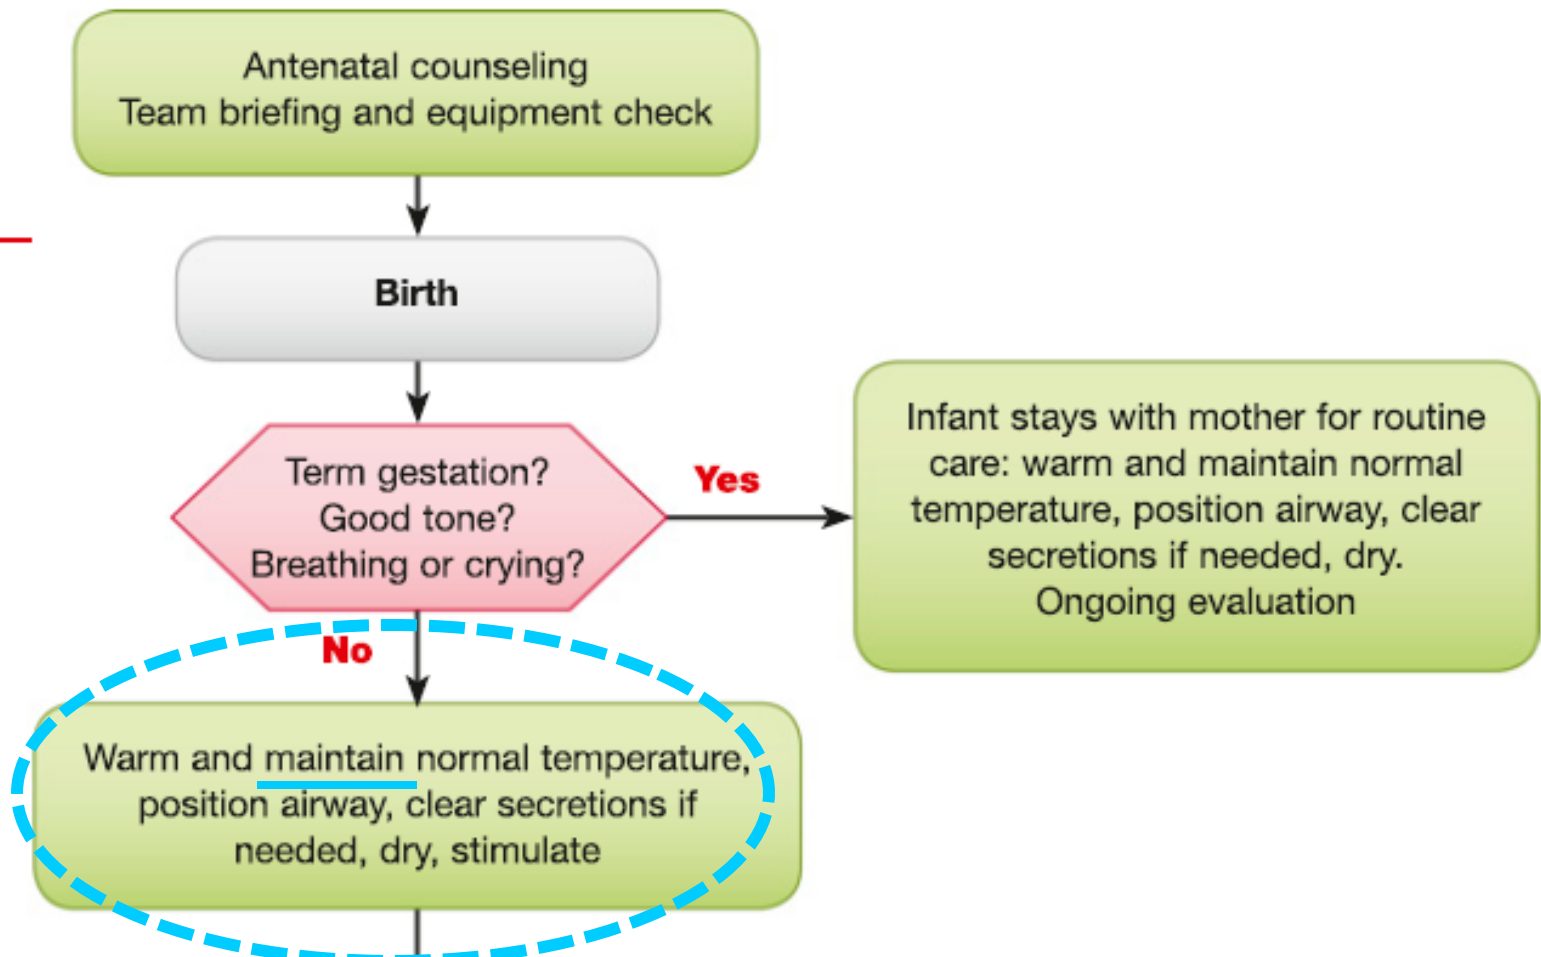 Antenatal counseling
Team briefing and equipment check
Birth
Term gestation?
Good tone?
Breathing or crying?
Yes
Infant stays with mother for routine
care: warm and maintain normal
temperature, position airway, clear
secretions if needed, dry.
Ongoing evaluation
No
Warm and maintain normal temperature,
position airway, clear secretions if
needed, dry, stimulate